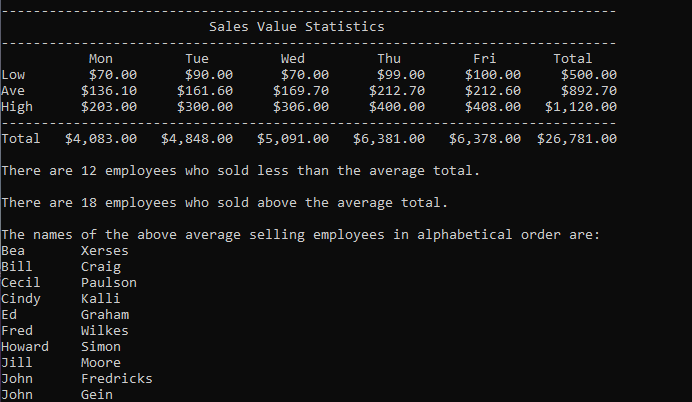 -----------------------------------------------------------------------------
                          Sales Value Statistics
-----------------------------------------------------------------------------
           Mon         Tue         Wed         Thu         Fri       Total
Low        $70.00      $90.00      $70.00      $99.00     $100.00     $500.00
Ave       $136.10     $161.60     $169.70     $212.70     $212.60     $892.70
High      $203.00     $300.00     $306.00     $400.00     $408.00   $1,120.00
-----------------------------------------------------------------------------
Total   $4,083.00   $4,848.00   $5,091.00   $6,381.00   $6,378.00  $26,781.00
There are 12 employees who sold less than the average total.
There are 18 employees who sold above the average total.
The names of the above average selling employees in alphabetical order are:
Bea       Xerses
Bill      Craig
Cecil     Paulson
Cindy     Kalli
Ed        Graham
Fred      Wilkes
Howard    Simon
Jill      Moore
John      Fredricks
John      Gein